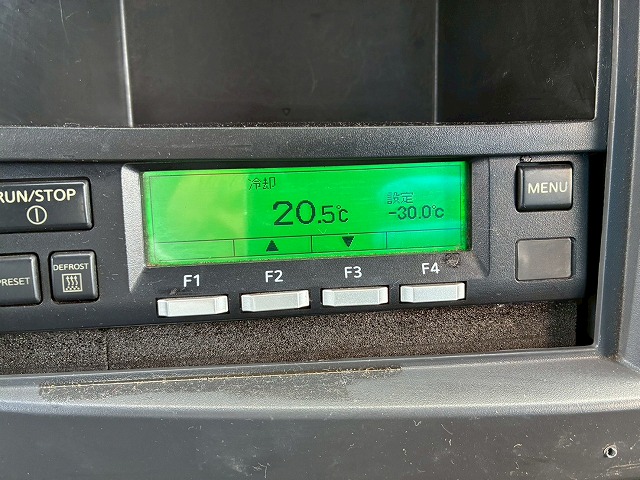 RUN/STOP
冷却
20.5℃
設定
-30.0℃
▲ ▼
MENU
PRESET
DEFROST
F1 F2 F3 F4